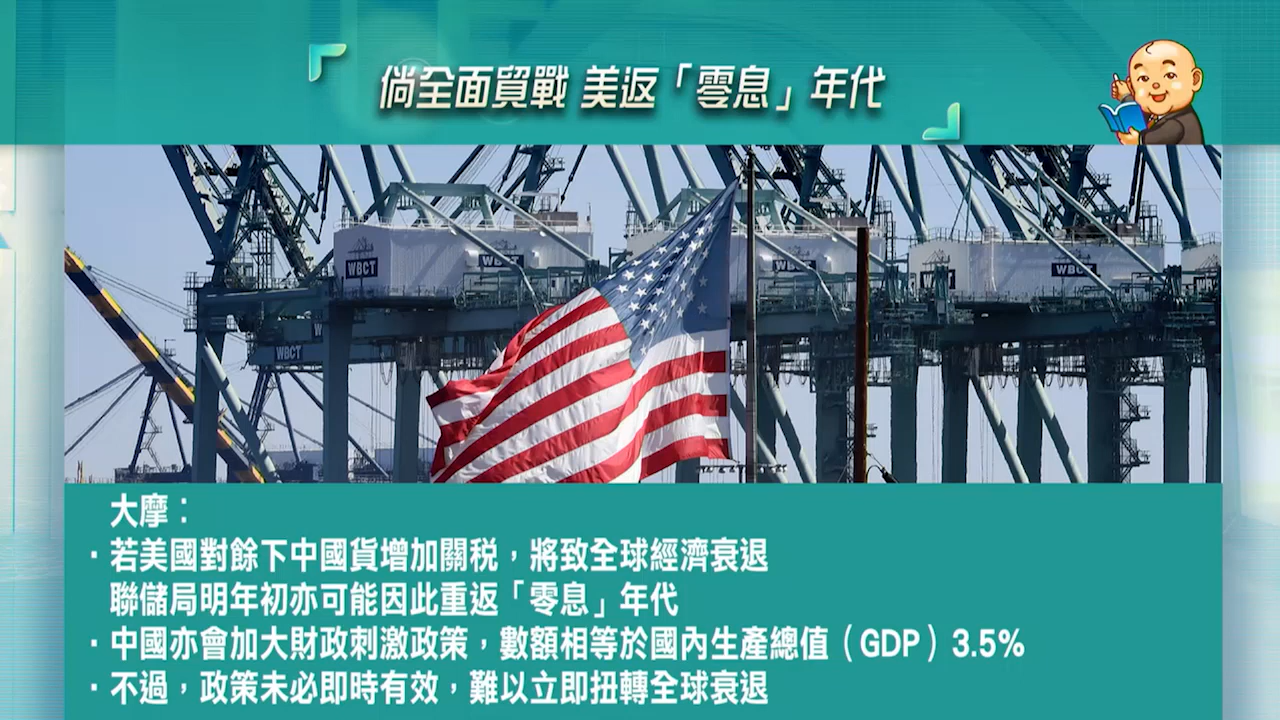 倘全面貿戰 美返「零息」年代
WBCT
WBCT
WBCT
WBCT
WBCT
大摩：
· 若美國對餘下中國貨增加關税，將致全球經濟衰退
聯儲局明年初亦可能因此重返「零息」年代
· 中國亦會加大財政刺激政策，數額相等於國內生產總值（GDP）3.5%
· 不過，政策未必即時有效，難以立即扭轉全球衰退